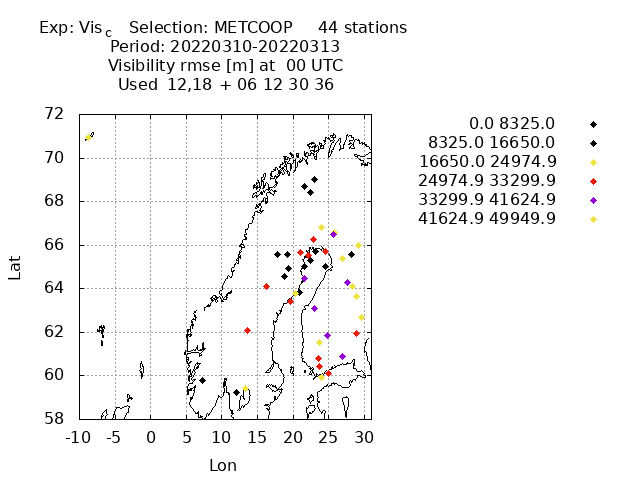 Exp: Vis c Selection: METCOOP 44 stations
Period: 20220310-20220313
Visibility rmse [m] at 00 UTC
Used 12,18 + 06 12 30 36
0.0 8325.0
8325.0 16650.0
16650.0 24974.9
24974.9 33299.9
33299.9 41624.9
41624.9 49949.9
72
70
68
66
64
62
60
58
Lat
-10 -5 0 5 10 15 20 25 30
Lon